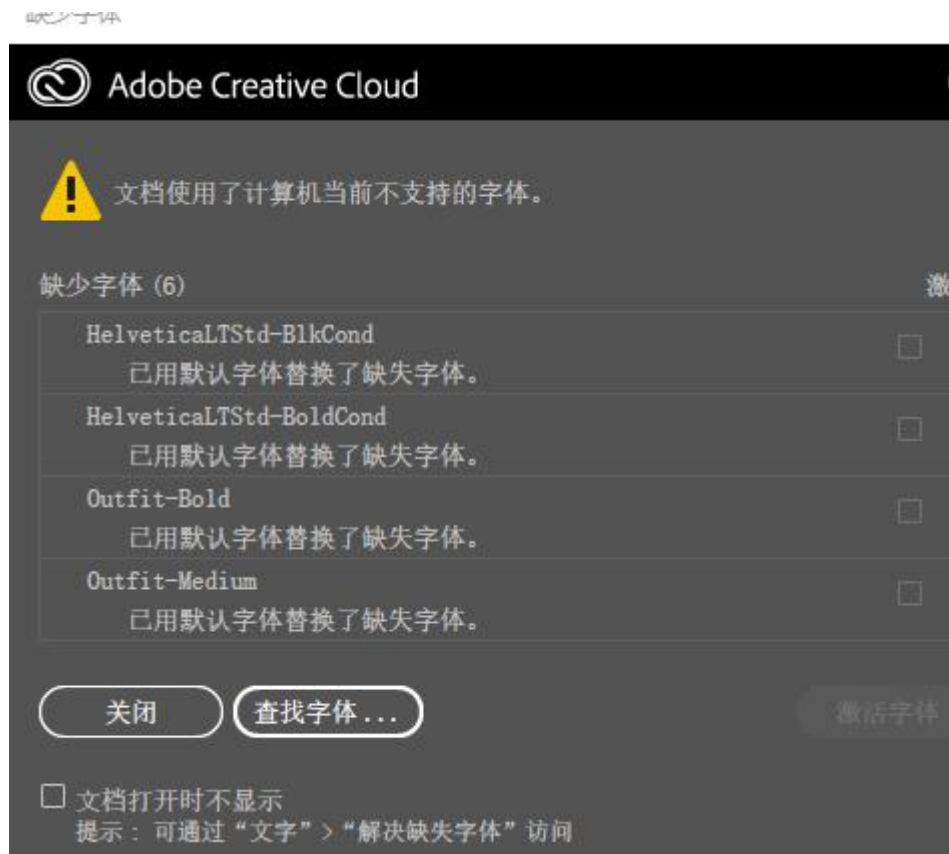 缺少字体
Adobe Creative Cloud
文档使用了计算机当前不支持的字体。
缺少字体 (6)
激
HelveticaLTStd-BlkCond
已用默认字体替换了缺失字体。
HelveticaLTStd-BoldCond
已用默认字体替换了缺失字体。
Outfit-Bold
已用默认字体替换了缺失字体。
Outfit-Medium
已用默认字体替换了缺失字体。
关闭
查找字体...
激活字体
文档打开时不显示
提示：可通过“文字”>“解决缺失字体”访问